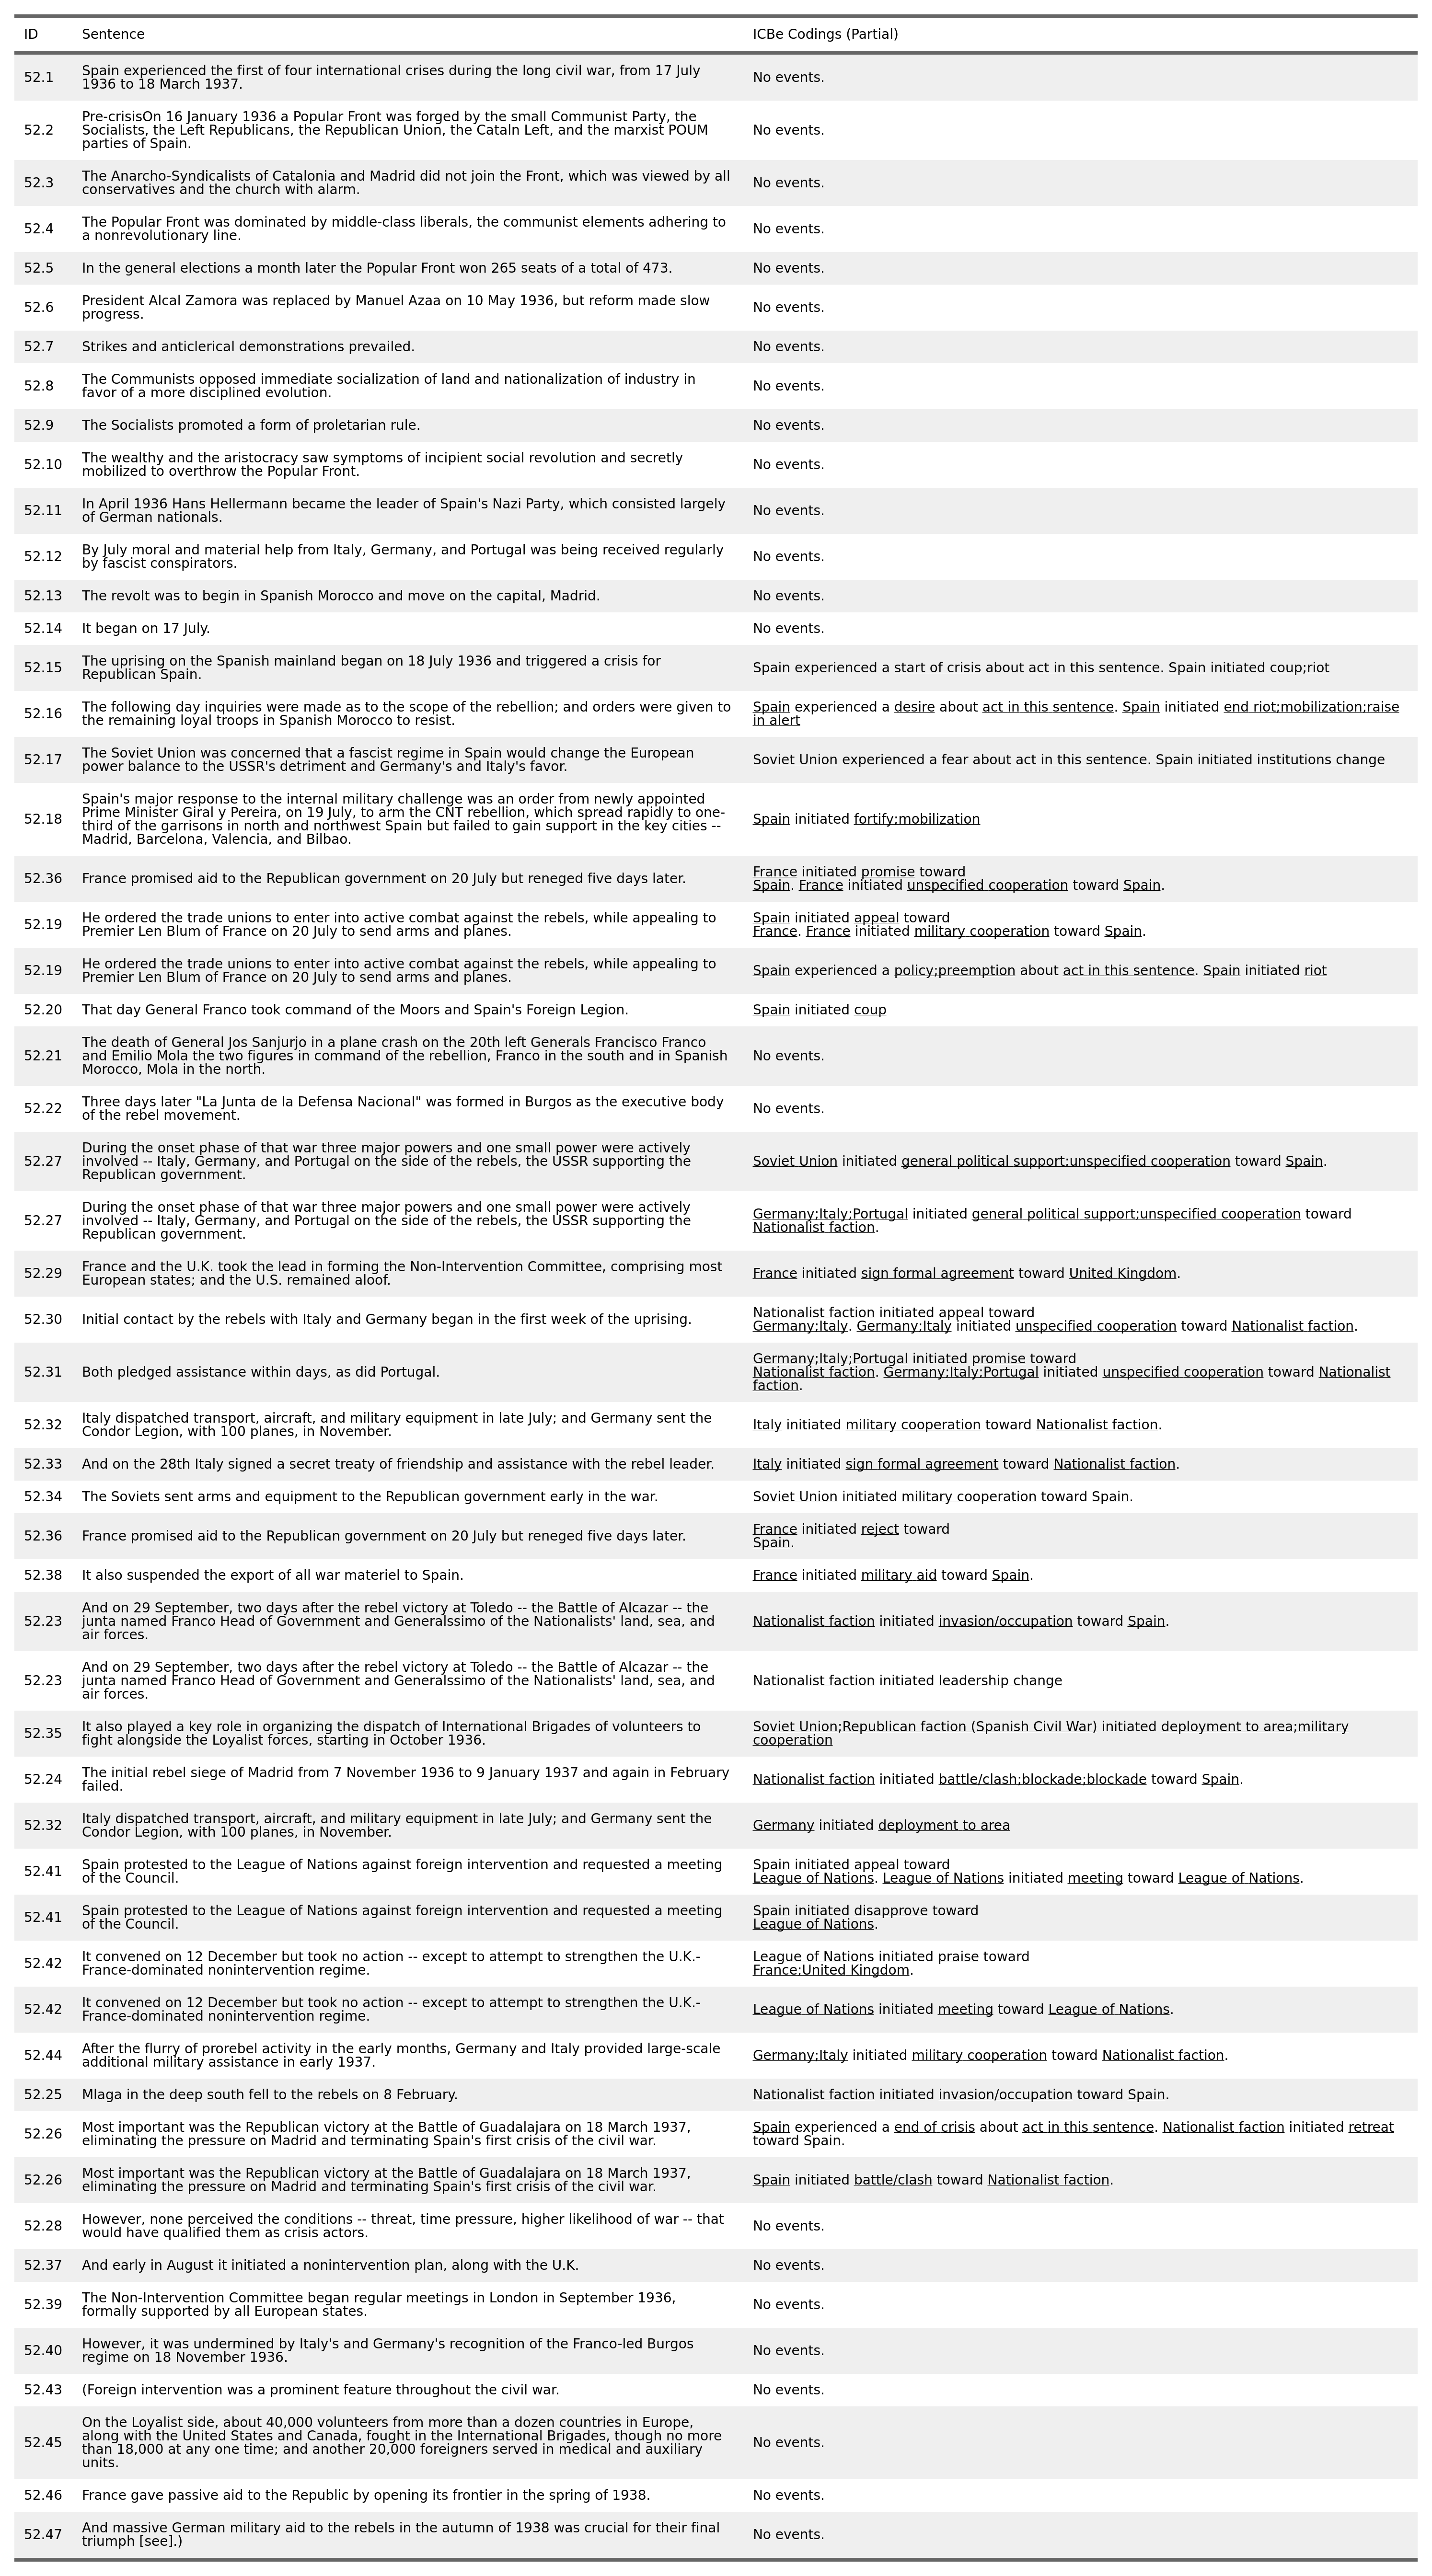 ID Sentence ICBe Codings (Partial)
52.1 Spain experienced the first of four international crises during the long civil war, from 17 July
1936 to 18 March 1937. No events.
52.2 Pre-crisisOn 16 January 1936 a Popular Front was forged by the small Communist Party, the
Socialists, the Left Republicans, the Republican Union, the Cataln Left, and the marxist POUM
parties of Spain. No events.
52.3 The Anarcho-Syndicalists of Catalonia and Madrid did not join the Front, which was viewed by all
conservatives and the church with alarm. No events.
52.4 The Popular Front was dominated by middle-class liberals, the communist elements adhering to
a nonrevolutionary line. No events.
52.5 In the general elections a month later the Popular Front won 265 seats of a total of 473. No events.
52.6 President Alcal Zamora was replaced by Manuel Azaa on 10 May 1936, but reform made slow
progress. No events.
52.7 Strikes and anticlerical demonstrations prevailed. No events.
52.8 The Communists opposed immediate socialization of land and nationalization of industry in
favor of a more disciplined evolution. No events.
52.9 The Socialists promoted a form of proletarian rule. No events.
52.10 The wealthy and the aristocracy saw symptoms of incipient social revolution and secretly
mobilized to overthrow the Popular Front. No events.
52.11 In April 1936 Hans Hellermann became the leader of Spain's Nazi Party, which consisted largely
of German nationals. No events.
52.12 By July moral and material help from Italy, Germany, and Portugal was being received regularly
by fascist conspirators. No events.
52.13 The revolt was to begin in Spanish Morocco and move on the capital, Madrid. No events.
52.14 It began on 17 July. No events.
52.15 The uprising on the Spanish mainland began on 18 July 1936 and triggered a crisis for
Republican Spain. Spain experienced a start of crisis about act in this sentence. Spain initiated coup;riot
52.16 The following day inquiries were made as to the scope of the rebellion; and orders were given to
the remaining loyal troops in Spanish Morocco to resist. Spain experienced a desire about act in this sentence. Spain initiated end riot;mobilization;raise
in alert
52.17 The Soviet Union was concerned that a fascist regime in Spain would change the European
power balance to the USSR's detriment and Germany's and Italy's favor. Soviet Union experienced a fear about act in this sentence. Spain initiated institutions change
52.18 Spain's major response to the internal military challenge was an order from newly appointed
Prime Minister Giral y Pereira, on 19 July, to arm the CNT rebellion, which spread rapidly to one-
third of the garrisons in north and northwest Spain but failed to gain support in the key cities --
Madrid, Barcelona, Valencia, and Bilbao. Spain initiated fortify;mobilization
52.36 France promised aid to the Republican government on 20 July but reneged five days later. France initiated promise toward
Spain. France initiated unspecified cooperation toward Spain.
52.19 He ordered the trade unions to enter into active combat against the rebels, while appealing to
Premier Len Blum of France on 20 July to send arms and planes. Spain initiated appeal toward
France. France initiated military cooperation toward Spain.
52.19 He ordered the trade unions to enter into active combat against the rebels, while appealing to
Premier Len Blum of France on 20 July to send arms and planes. Spain experienced a policy;preemption about act in this sentence. Spain initiated riot
52.20 That day General Franco took command of the Moors and Spain's Foreign Legion. Spain initiated coup
52.21 The death of General Jos Sanjurjo in a plane crash on the 20th left Generals Francisco Franco
and Emilio Mola the two figures in command of the rebellion, Franco in the south and in Spanish
Morocco, Mola in the north. No events.
52.22 Three days later "La Junta de la Defensa Nacional" was formed in Burgos as the executive body
of the rebel movement. No events.
52.27 During the onset phase of that war three major powers and one small power were actively
involved -- Italy, Germany, and Portugal on the side of the rebels, the USSR supporting the
Republican government. Soviet Union initiated general political support;unspecified cooperation toward Spain.
52.27 During the onset phase of that war three major powers and one small power were actively
involved -- Italy, Germany, and Portugal on the side of the rebels, the USSR supporting the
Republican government. Germany;Italy;Portugal initiated general political support;unspecified cooperation toward
Nationalist faction.
52.29 France and the U.K. took the lead in forming the Non-Intervention Committee, comprising most
European states; and the U.S. remained aloof. France initiated sign formal agreement toward United Kingdom.
52.30 Initial contact by the rebels with Italy and Germany began in the first week of the uprising. Nationalist faction initiated appeal toward
Germany;Italy. Germany;Italy initiated unspecified cooperation toward Nationalist faction.
52.31 Both pledged assistance within days, as did Portugal. Germany;Italy;Portugal initiated promise toward
Nationalist faction. Germany;Italy;Portugal initiated unspecified cooperation toward Nationalist
faction.
52.32 Italy dispatched transport, aircraft, and military equipment in late July; and Germany sent the
Condor Legion, with 100 planes, in November. Italy initiated military cooperation toward Nationalist faction.
52.33 And on the 28th Italy signed a secret treaty of friendship and assistance with the rebel leader. Italy initiated sign formal agreement toward Nationalist faction.
52.34 The Soviets sent arms and equipment to the Republican government early in the war. Soviet Union initiated military cooperation toward Spain.
52.36 France promised aid to the Republican government on 20 July but reneged five days later. France initiated reject toward
Spain.
52.38 It also suspended the export of all war materiel to Spain. France initiated military aid toward Spain.
52.23 And on 29 September, two days after the rebel victory at Toledo -- the Battle of Alcazar -- the
junta named Franco Head of Government and Generalssimo of the Nationalists' land, sea, and
air forces. Nationalist faction initiated invasion/occupation toward Spain.
52.23 And on 29 September, two days after the rebel victory at Toledo -- the Battle of Alcazar -- the
junta named Franco Head of Government and Generalssimo of the Nationalists' land, sea, and
air forces. Nationalist faction initiated leadership change
52.35 It also played a key role in organizing the dispatch of International Brigades of volunteers to
fight alongside the Loyalist forces, starting in October 1936. Soviet Union;Republican faction (Spanish Civil War) initiated deployment to area;military
cooperation
52.24 The initial rebel siege of Madrid from 7 November 1936 to 9 January 1937 and again in February
failed. Nationalist faction initiated battle/clash;blockade;blockade toward Spain.
52.32 Italy dispatched transport, aircraft, and military equipment in late July; and Germany sent the
Condor Legion, with 100 planes, in November. Germany initiated deployment to area
52.41 Spain protested to the League of Nations against foreign intervention and requested a meeting
of the Council. Spain initiated appeal toward
League of Nations. League of Nations initiated meeting toward League of Nations.
52.41 Spain protested to the League of Nations against foreign intervention and requested a meeting
of the Council. Spain initiated disapprove toward
League of Nations.
52.42 It convened on 12 December but took no action -- except to attempt to strengthen the U.K.-
France-dominated nonintervention regime. League of Nations initiated praise toward
France;United Kingdom.
52.42 It convened on 12 December but took no action -- except to attempt to strengthen the U.K.-
France-dominated nonintervention regime. League of Nations initiated meeting toward League of Nations.
52.44 After the flurry of prorebel activity in the early months, Germany and Italy provided large-scale
additional military assistance in early 1937. Germany;Italy initiated military cooperation toward Nationalist faction.
52.25 Mlaga in the deep south fell to the rebels on 8 February. Nationalist faction initiated invasion/occupation toward Spain.
52.26 Most important was the Republican victory at the Battle of Guadalajara on 18 March 1937,
eliminating the pressure on Madrid and terminating Spain's first crisis of the civil war. Spain experienced a end of crisis about act in this sentence. Nationalist faction initiated retreat
toward Spain.
52.26 Most important was the Republican victory at the Battle of Guadalajara on 18 March 1937,
eliminating the pressure on Madrid and terminating Spain's first crisis of the civil war. Spain initiated battle/clash toward Nationalist faction.
52.28 However, none perceived the conditions -- threat, time pressure, higher likelihood of war -- that
would have qualified them as crisis actors. No events.
52.37 And early in August it initiated a nonintervention plan, along with the U.K. No events.
52.39 The Non-Intervention Committee began regular meetings in London in September 1936,
formally supported by all European states. No events.
52.40 However, it was undermined by Italy's and Germany's recognition of the Franco-led Burgos
regime on 18 November 1936. No events.
52.43 (Foreign intervention was a prominent feature throughout the civil war. No events.
52.45 On the Loyalist side, about 40,000 volunteers from more than a dozen countries in Europe,
along with the United States and Canada, fought in the International Brigades, though no more
than 18,000 at any one time; and another 20,000 foreigners served in medical and auxiliary
units. No events.
52.46 France gave passive aid to the Republic by opening its frontier in the spring of 1938. No events.
52.47 And massive German military aid to the rebels in the autumn of 1938 was crucial for their final
triumph [see].) No events.